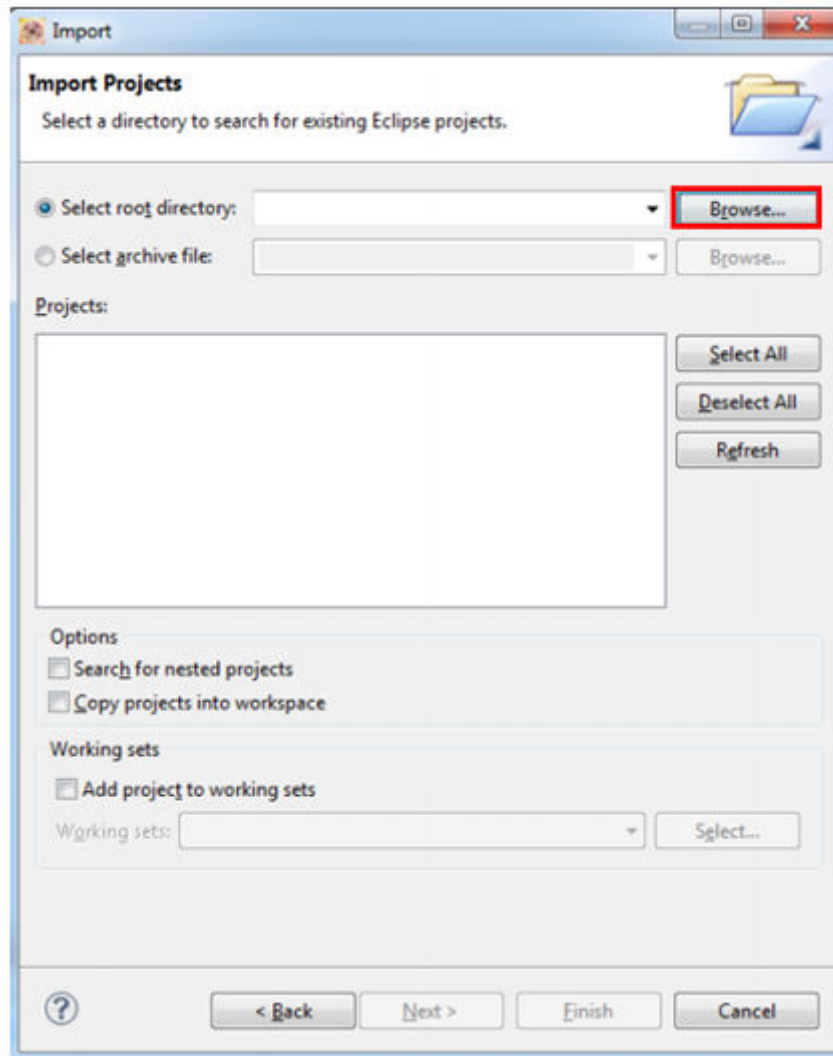 Import
Import Projects
Select a directory to search for existing Eclipse projects.
Select root directory:
Browse...
Select archive file:
Browse...
Projects:
Select All
Deselect All
Refresh
Options
Search for nested projects
Copy projects into workspace
Working sets
Add project to working sets
Working sets:
Select...
?
< Back
Next >
Finish
Cancel